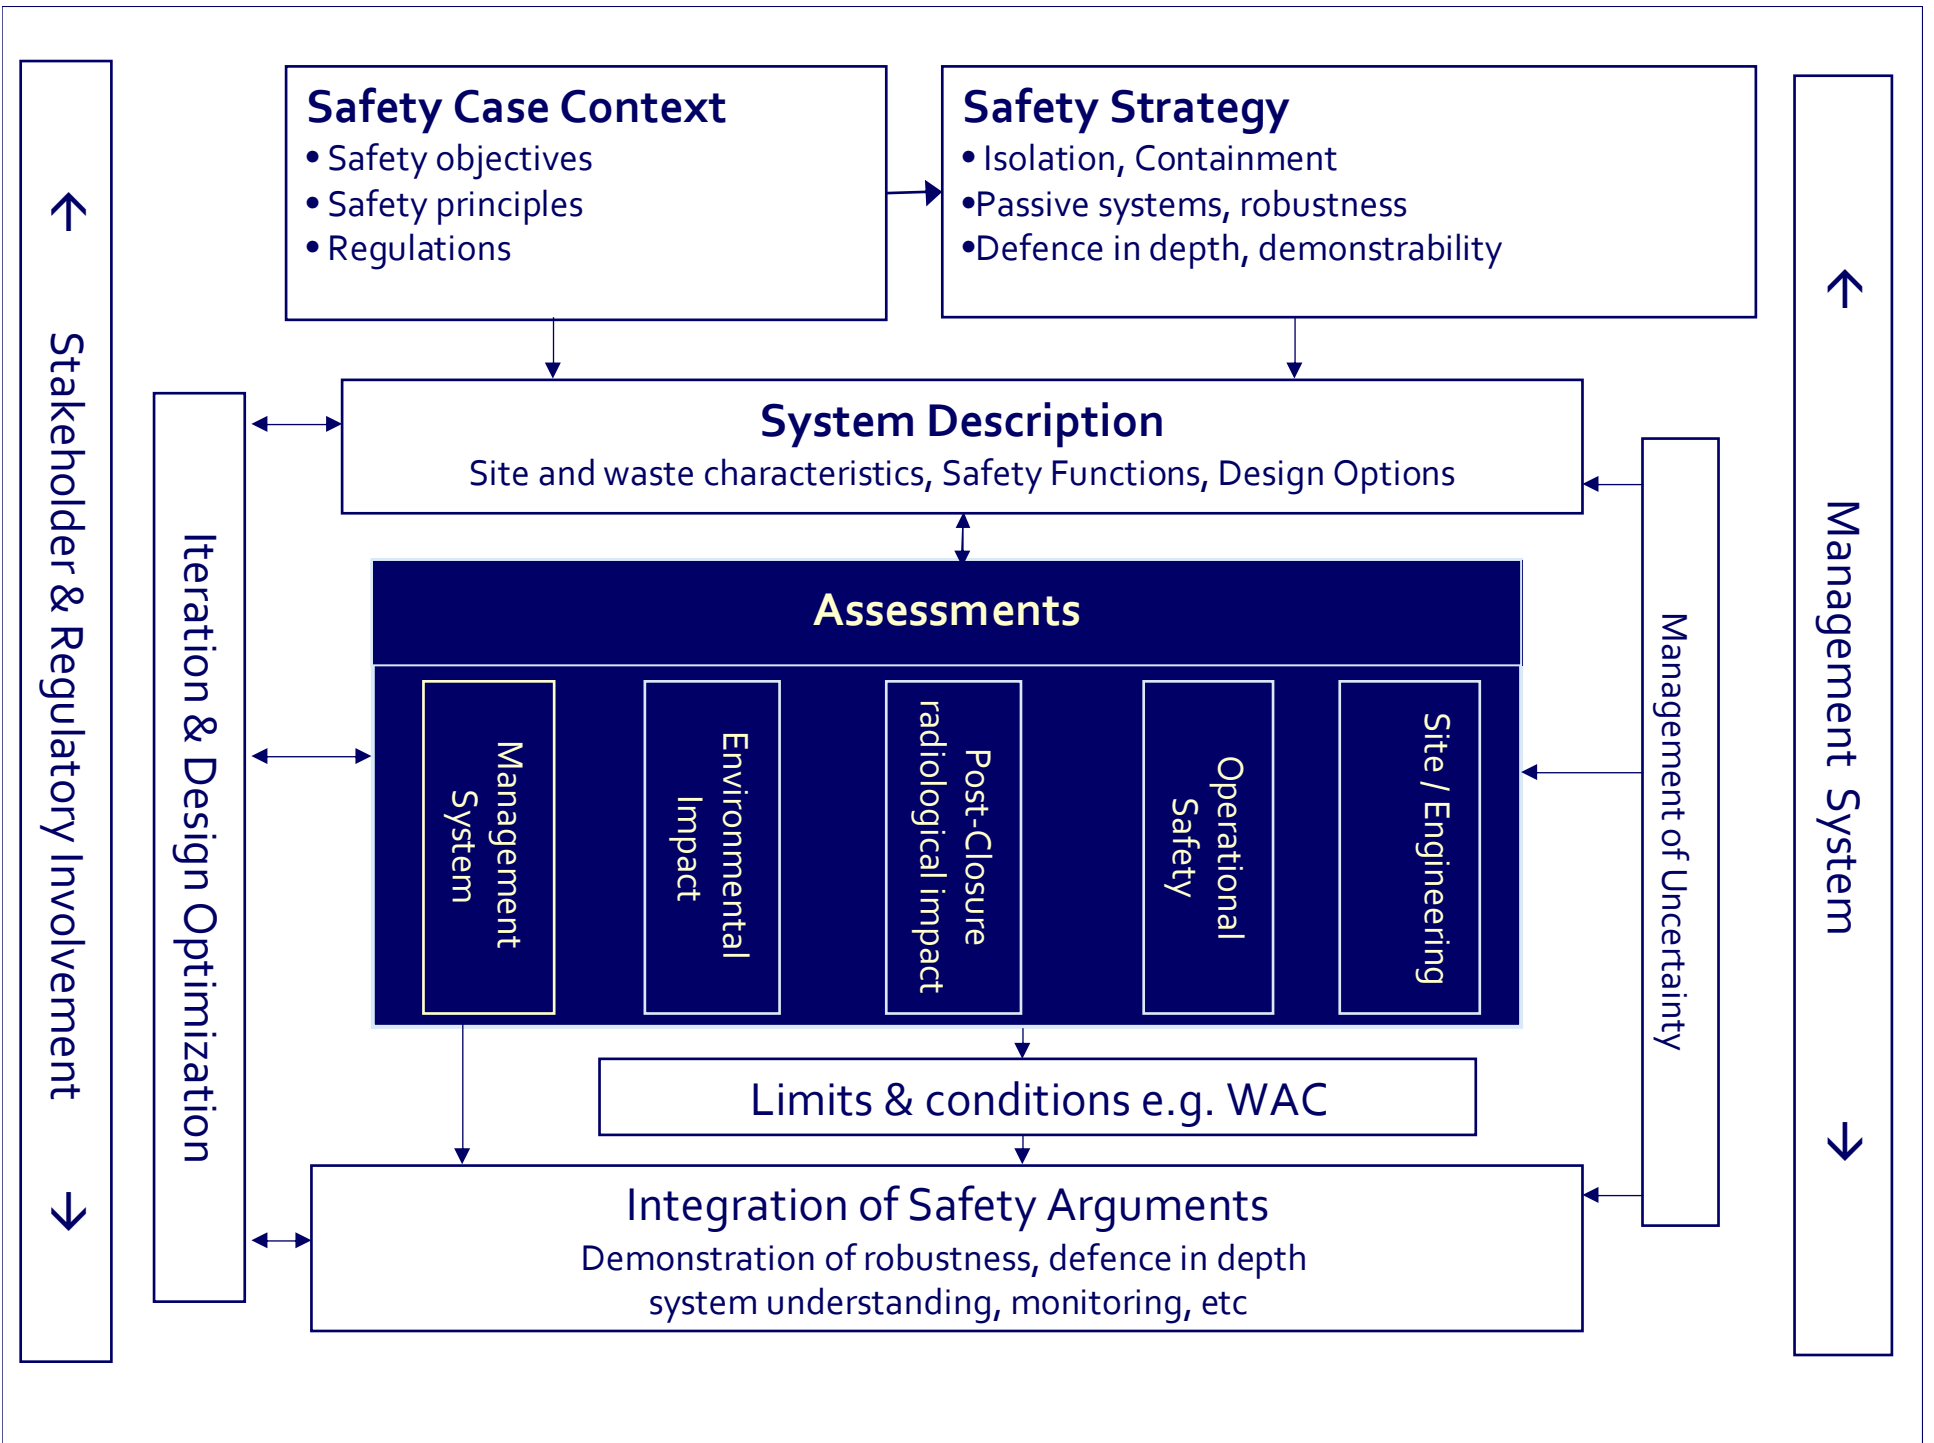 Safety Case Context
• Safety objectives
• Safety principles
• Regulations
Safety Strategy
• Isolation, Containment
•Passive systems, robustness
•Defence in depth, demonstrability
← Stakeholder & Regulatory Involvement →
Iteration & Design Optimization
System Description
Site and waste characteristics, Safety Functions, Design Options
Assessments
Management
System
Environmental
Impact
Post-Closure
radiological impact
Operational
Safety
Site / Engineering
Management of Uncertainty
← Management System →
Limits & conditions e.g. WAC
Integration of Safety Arguments
Demonstration of robustness, defence in depth
system understanding, monitoring, etc